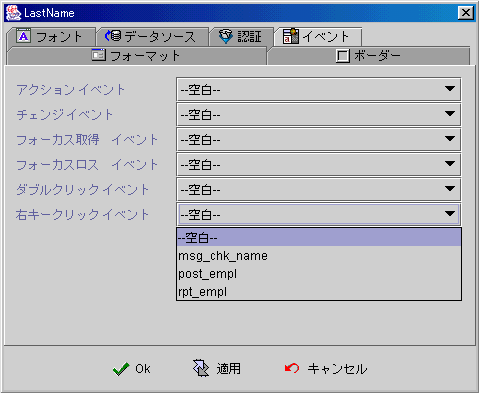 LastName
フォント データソース 認証 イベント
フォーマット ボーダー
アクション イベント --空白--
チェンジ イベント --空白--
フォーカス取得　イベント --空白--
フォーカスロス　イベント --空白--
ダブルクリック イベント --空白--
右キークリック イベント --空白--
--空白--
msg_chk_name
post_empl
rpt_empl
Ok 適用 キャンセル